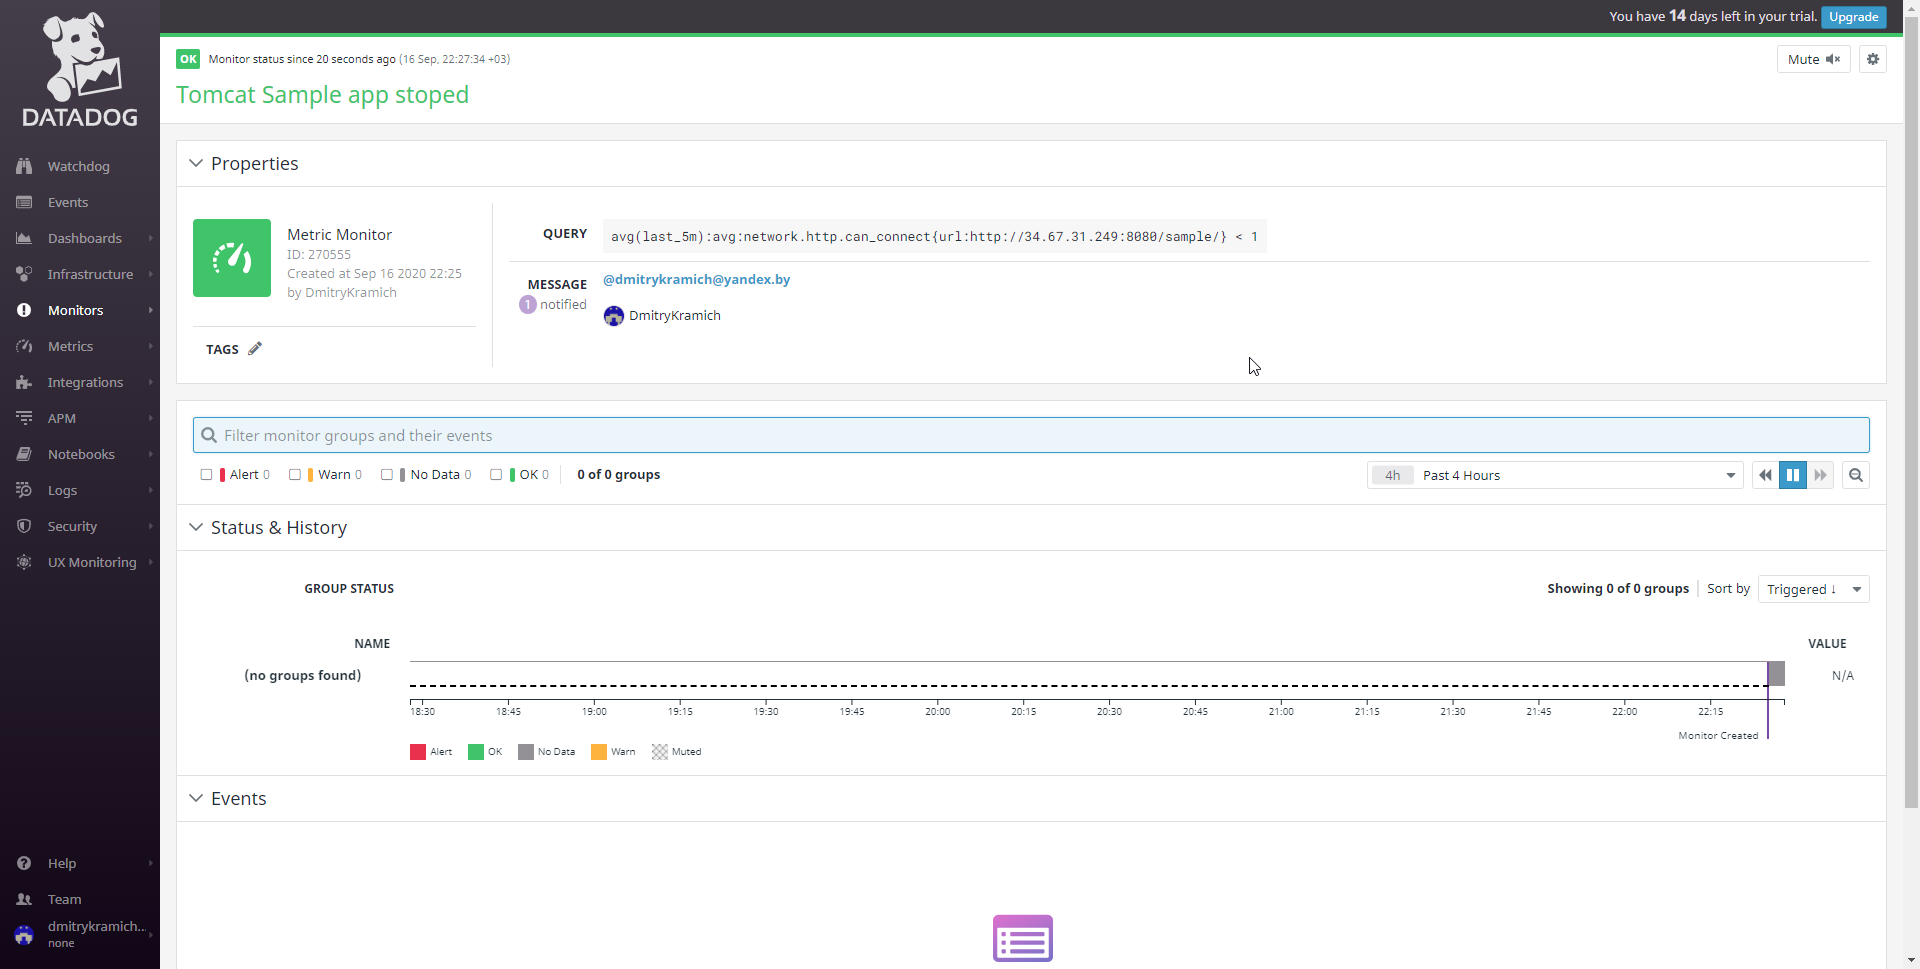 You have 14 days left in your trial. Upgrade
DATADOG
Watchdog
Events
Dashboards
Infrastructure
Monitors
Metrics
Integrations
APM
Notebooks
Logs
Security
UX Monitoring
Help
Team
dmitrykramich...
none
OK Monitor status since 20 seconds ago (16 Sep, 22:27:34 +03)
Mute
Tomcat Sample app stoped
Properties
Metric Monitor
ID: 270555
Created at Sep 16 2020 22:25
by DmitryKramich
TAGS
QUERY avg(last_5m):avg:network.http.can_connect{url:http://34.67.31.249:8080/sample/} < 1
MESSAGE @dmitrykramich@yandex.by
1 notified
DmitryKramich
Filter monitor groups and their events
Alert 0 Warn 0 No Data 0 OK 0 0 of 0 groups
4h Past 4 Hours
Status & History
GROUP STATUS
Showing 0 of 0 groups Sort by Triggered ↓
NAME VALUE
(no groups found) N/A
18:30 18:45 19:00 19:15 19:30 19:45 20:00 20:15 20:30 20:45 21:00 21:15 21:30 21:45 22:00 22:15
Monitor Created
Alert OK No Data Warn Muted
Events